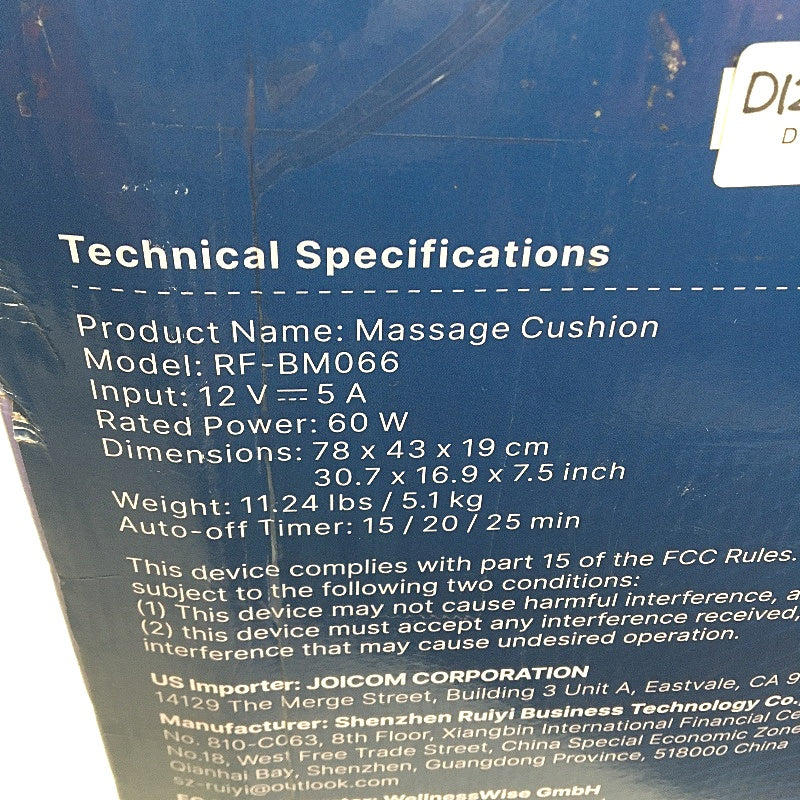 D12
D
Technical Specifications
Product Name: Massage Cushion
Model: RF-BM066
Input: 12 V ⎓ 5 A
Rated Power: 60 W
Dimensions: 78 x 43 x 19 cm
30.7 x 16.9 x 7.5 inch
Weight: 11.24 lbs / 5.1 kg
Auto-off Timer: 15 / 20 / 25 min
This device complies with part 15 of the FCC Rules.
subject to the following two conditions:
(1) This device may not cause harmful interference, a
(2) this device must accept any interference received,
interference that may cause undesired operation.
US Importer: JOICOM CORPORATION
14129 The Merge Street, Building 3 Unit A, Eastvale, CA 9
Manufacturer: Shenzhen Ruiyi Business Technology Co.,
No. 810-C063, 8th Floor, Xiangbin International Financial Ce
No.18, West Free Trade Street, China Special Economic Zone
Qianhai Bay, Shenzhen, Guangdong Province, 518000 China
sz-ruiyi@outlook.com
WellnessWise GmbH